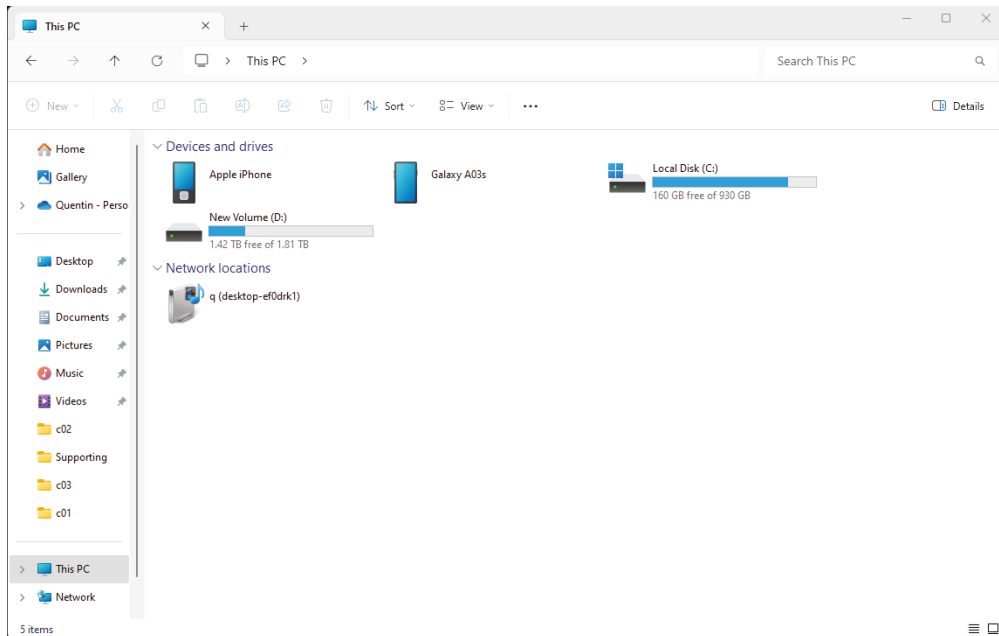 This PC
This PC
Search This PC
New
Sort
View
Details
Home
Gallery
Quentin - Perso
Desktop
Downloads
Documents
Pictures
Music
Videos
c02
Supporting
c03
c01
This PC
Network
Devices and drives
Apple iPhone
Galaxy A03s
Local Disk (C:)
160 GB free of 930 GB
New Volume (D:)
1.42 TB free of 1.81 TB
Network locations
q (desktop-ef0drk1)
5 items